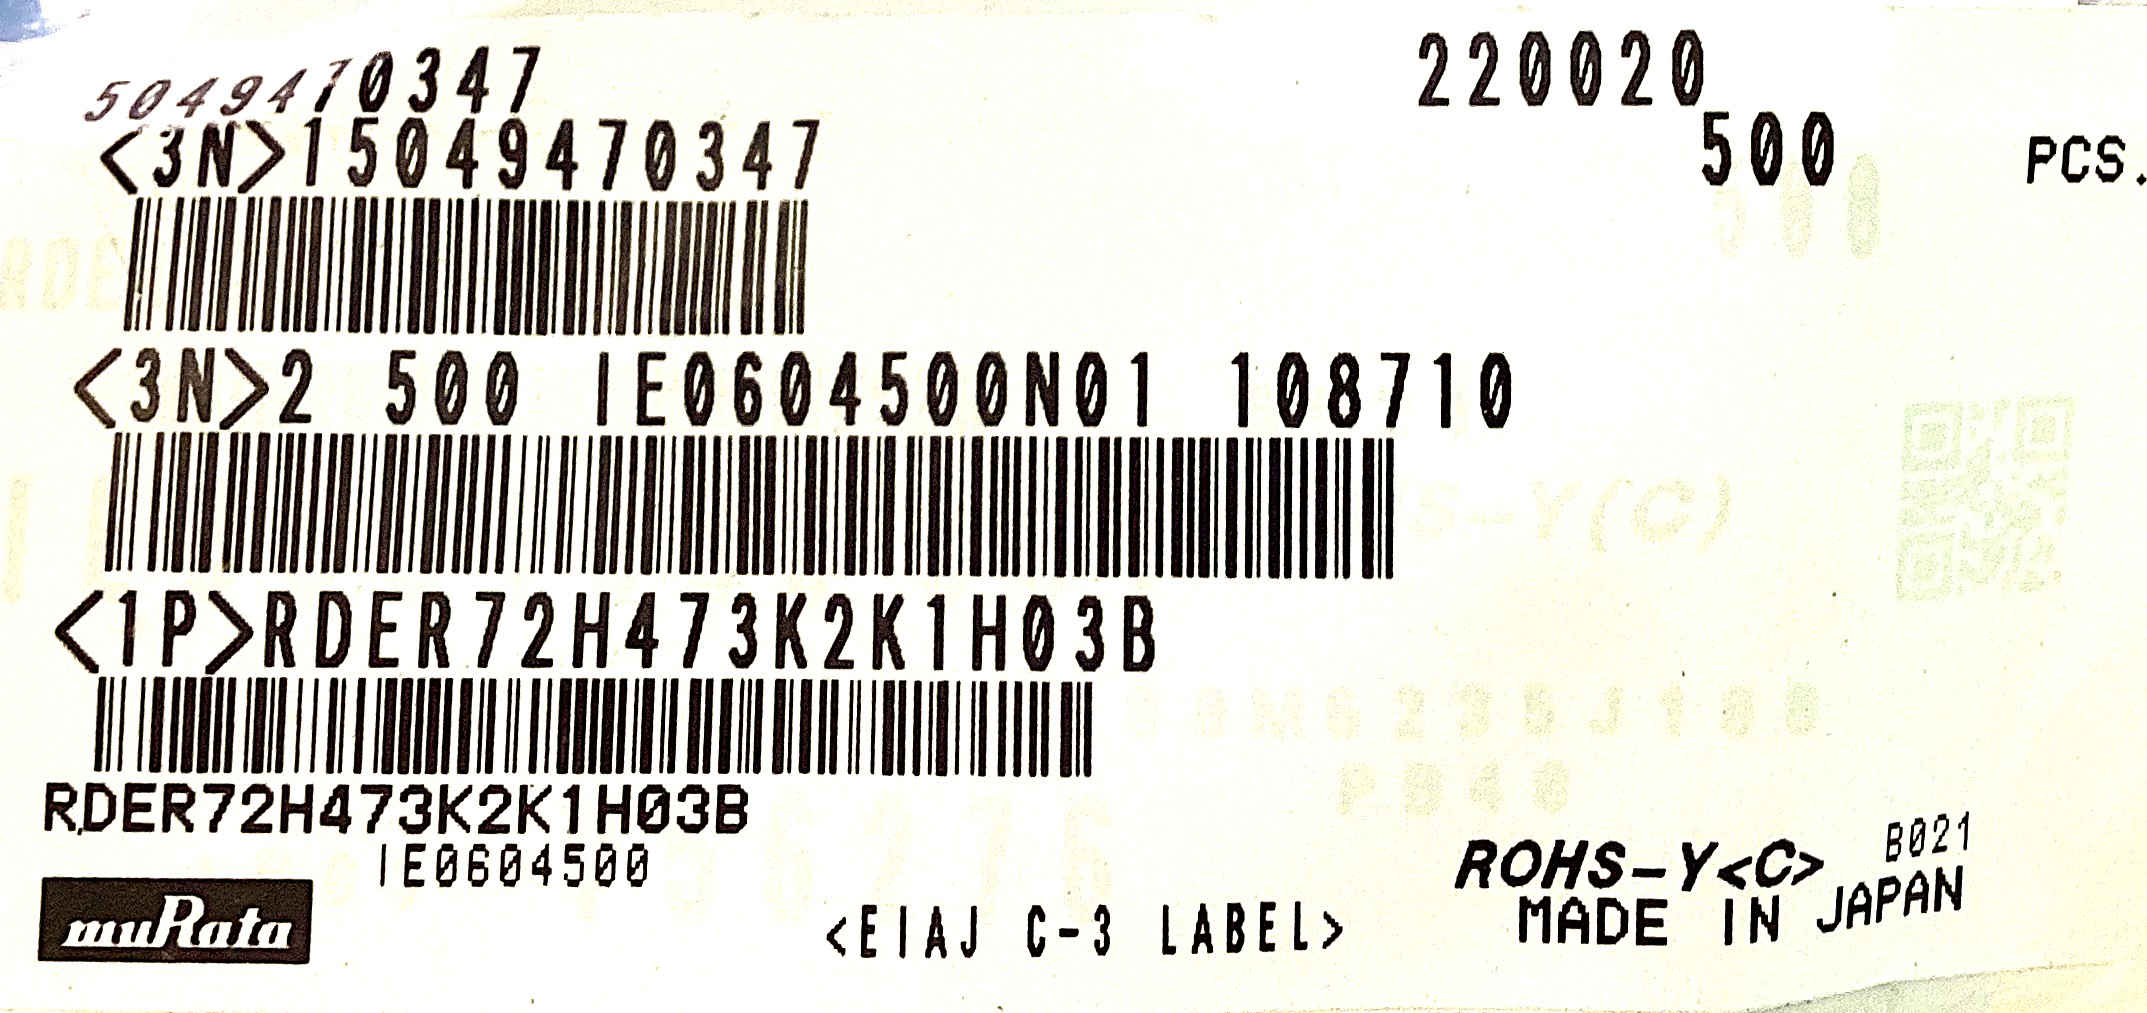 5049470347
220020
<3N>15049470347
500 PCS.
<3N>2 500 IE0604500N01 108710
<1P>RDER72H473K2K1H03B
RDER72H473K2K1H03B
IE0604500
muRata
<EIAJ C-3 LABEL>
ROHS-Y<C> B021
MADE IN JAPAN